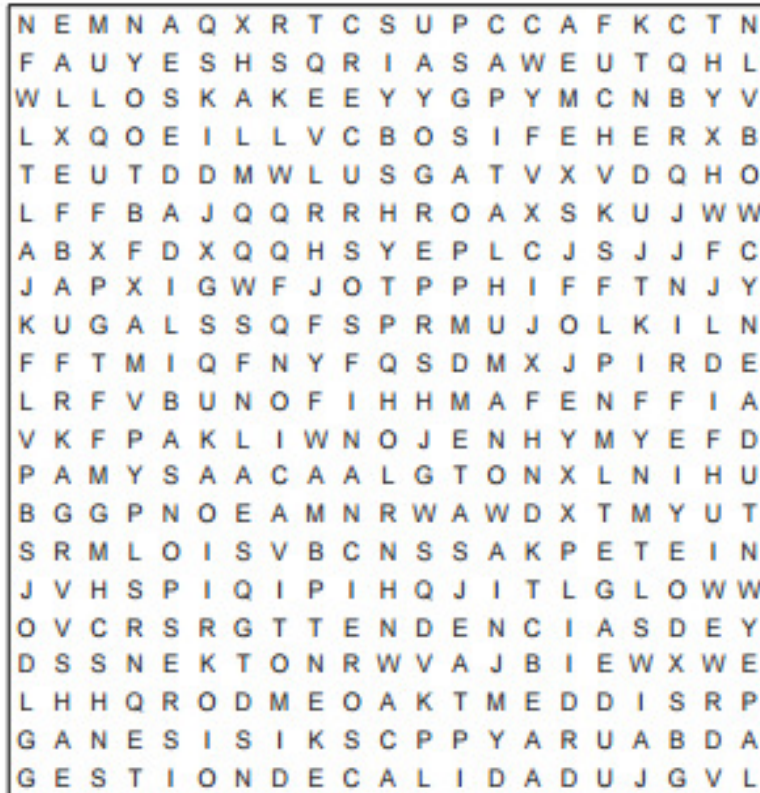 N E M N A Q X R T C S U P C C A F K C T N
F A U Y E S H S Q R I A S A W E U T Q H L
W L L O S K A K E E Y Y G P Y M C N B Y V
L X Q O E I L L V C B O S I F E H E R X B
T E U T D D M W L U S G A T V X V D Q H O
L F F B A J Q Q R R H R O A X S K U J W W
A B X F D X Q Q H S Y E P L C J S J J F C
J A P X I G W F J O T P P H I F F T N J Y
K U G A L S S Q F S P R M U J O L K I L N
F F T M I Q F N Y F Q S D M X J P I R D E
L R F V B U N O F I H H M A F E N F F I A
V K F P A K L I W N O J E N H Y M Y E F D
P A M Y S A A C A A L G T O N X L N I H U
B G G P N O E A M N R W A W D X T M Y U T
S R M L O I S V B C N S S A K P E T E I N
J V H S P I Q I P I H Q J I T L G L O W W
O V C R S R G T T E N D E N C I A S D E Y
D S S N E K T O N R W V A J B I E W X W E
L H H Q R O D M E O A K T M E D D I S R P
G A N E S I S I K S C P P Y A R U A B D A
G E S T I O N D E C A L I D A D U J G V L